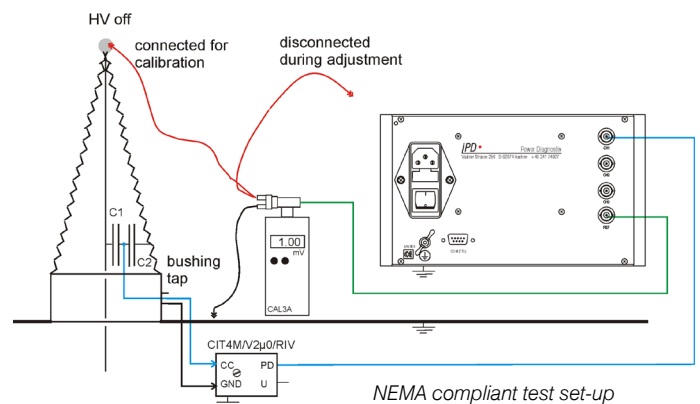 HV off
connected for
calibration
disconnected
during adjustment
PD
Power Diagnostix
CH1
CH2
CH3
REF
C1
C2
bushing
tap
1.00
mV
CAL3A
CIT4M/V2µ0/RIV
CC
PD
GND
U
NEMA compliant test set-up